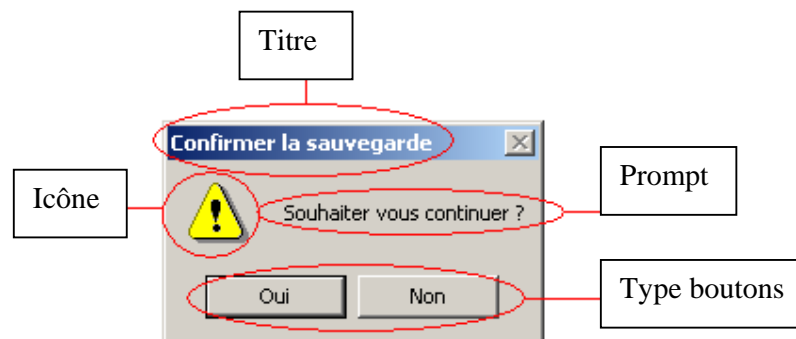 Titre
Confirmer la sauvegarde
Icône
Prompt
Souhaiter vous continuer ?
Oui
Non
Type boutons